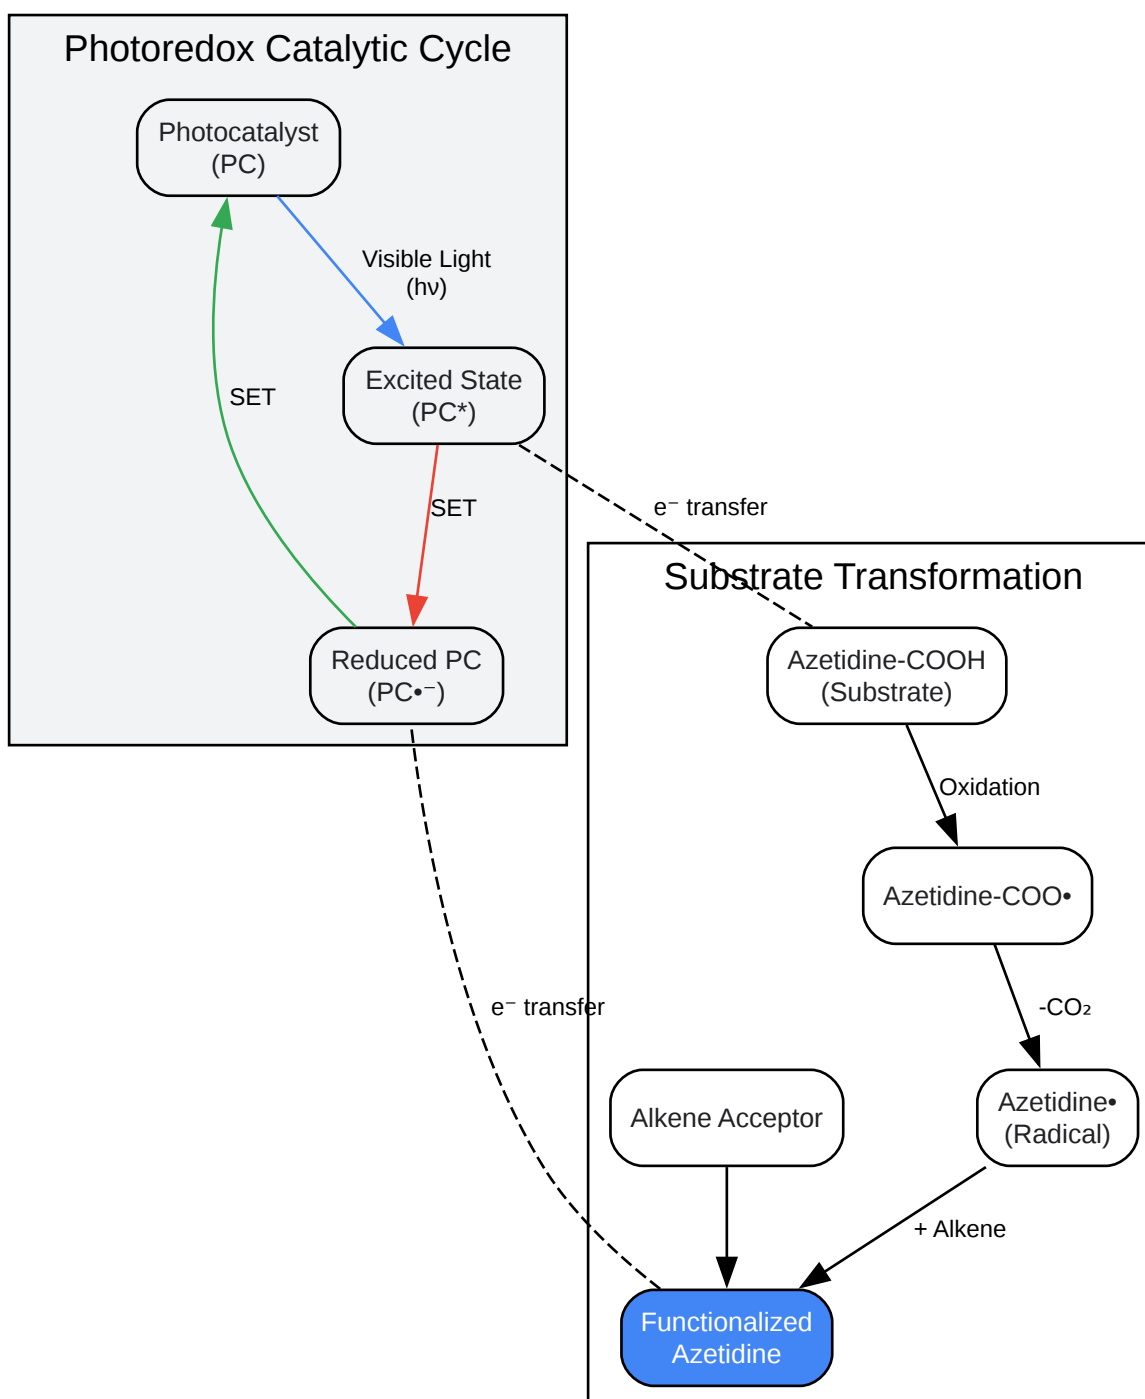 Photoredox Catalytic Cycle
Photocatalyst
(PC)
Visible Light
(hν)
Excited State
(PC*)
SET
SET
e⁻ transfer
Reduced PC
(PC•⁻)
Substrate Transformation
Azetidine-COOH
(Substrate)
Oxidation
Azetidine-COO•
e⁻ transfer
-CO₂
Alkene Acceptor
Azetidine•
(Radical)
+ Alkene
Functionalized
Azetidine